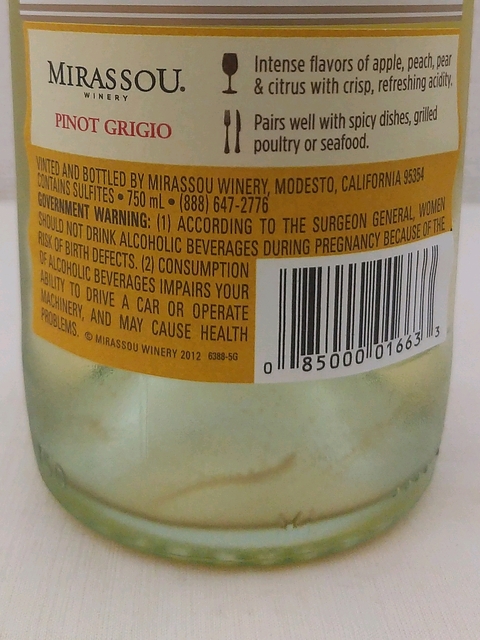 MIRASSOU.
WINERY
PINOT GRIGIO
Intense flavors of apple, peach, pear
& citrus with crisp, refreshing acidity.
Pairs well with spicy dishes, grilled
poultry or seafood.
VINTED AND BOTTLED BY MIRASSOU WINERY, MODESTO, CALIFORNIA 95354
CONTAINS SULFITES • 750 mL • (888) 647-2776
GOVERNMENT WARNING: (1) ACCORDING TO THE SURGEON GENERAL, WOMEN
SHOULD NOT DRINK ALCOHOLIC BEVERAGES DURING PREGNANCY BECAUSE OF THE
RISK OF BIRTH DEFECTS. (2) CONSUMPTION
OF ALCOHOLIC BEVERAGES IMPAIRS YOUR
ABILITY TO DRIVE A CAR OR OPERATE
MACHINERY, AND MAY CAUSE HEALTH
PROBLEMS. © MIRASSOU WINERY 2012 6388-5G
0 85000 01663 3